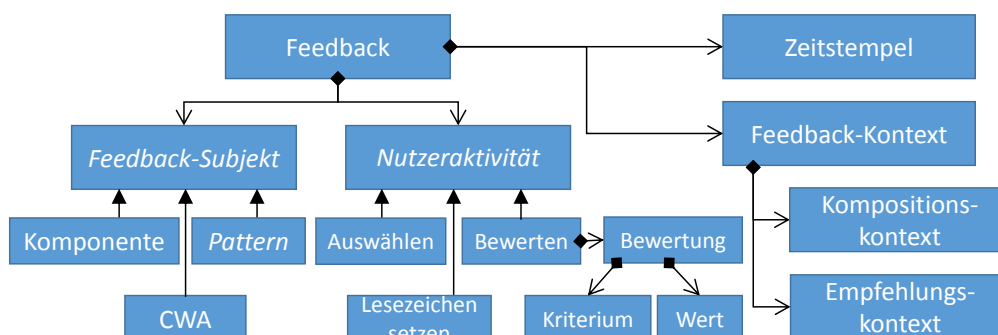 Feedback
Zeitstempel
Feedback-Kontext
Feedback-Subjekt
Nutzeraktivität
Komponente
Pattern
Auswählen
Bewerten
Bewertung
Kompositions-
kontext
CWA
Lesezeichen
setzen
Kriterium
Wert
Empfehlungs-
kontext